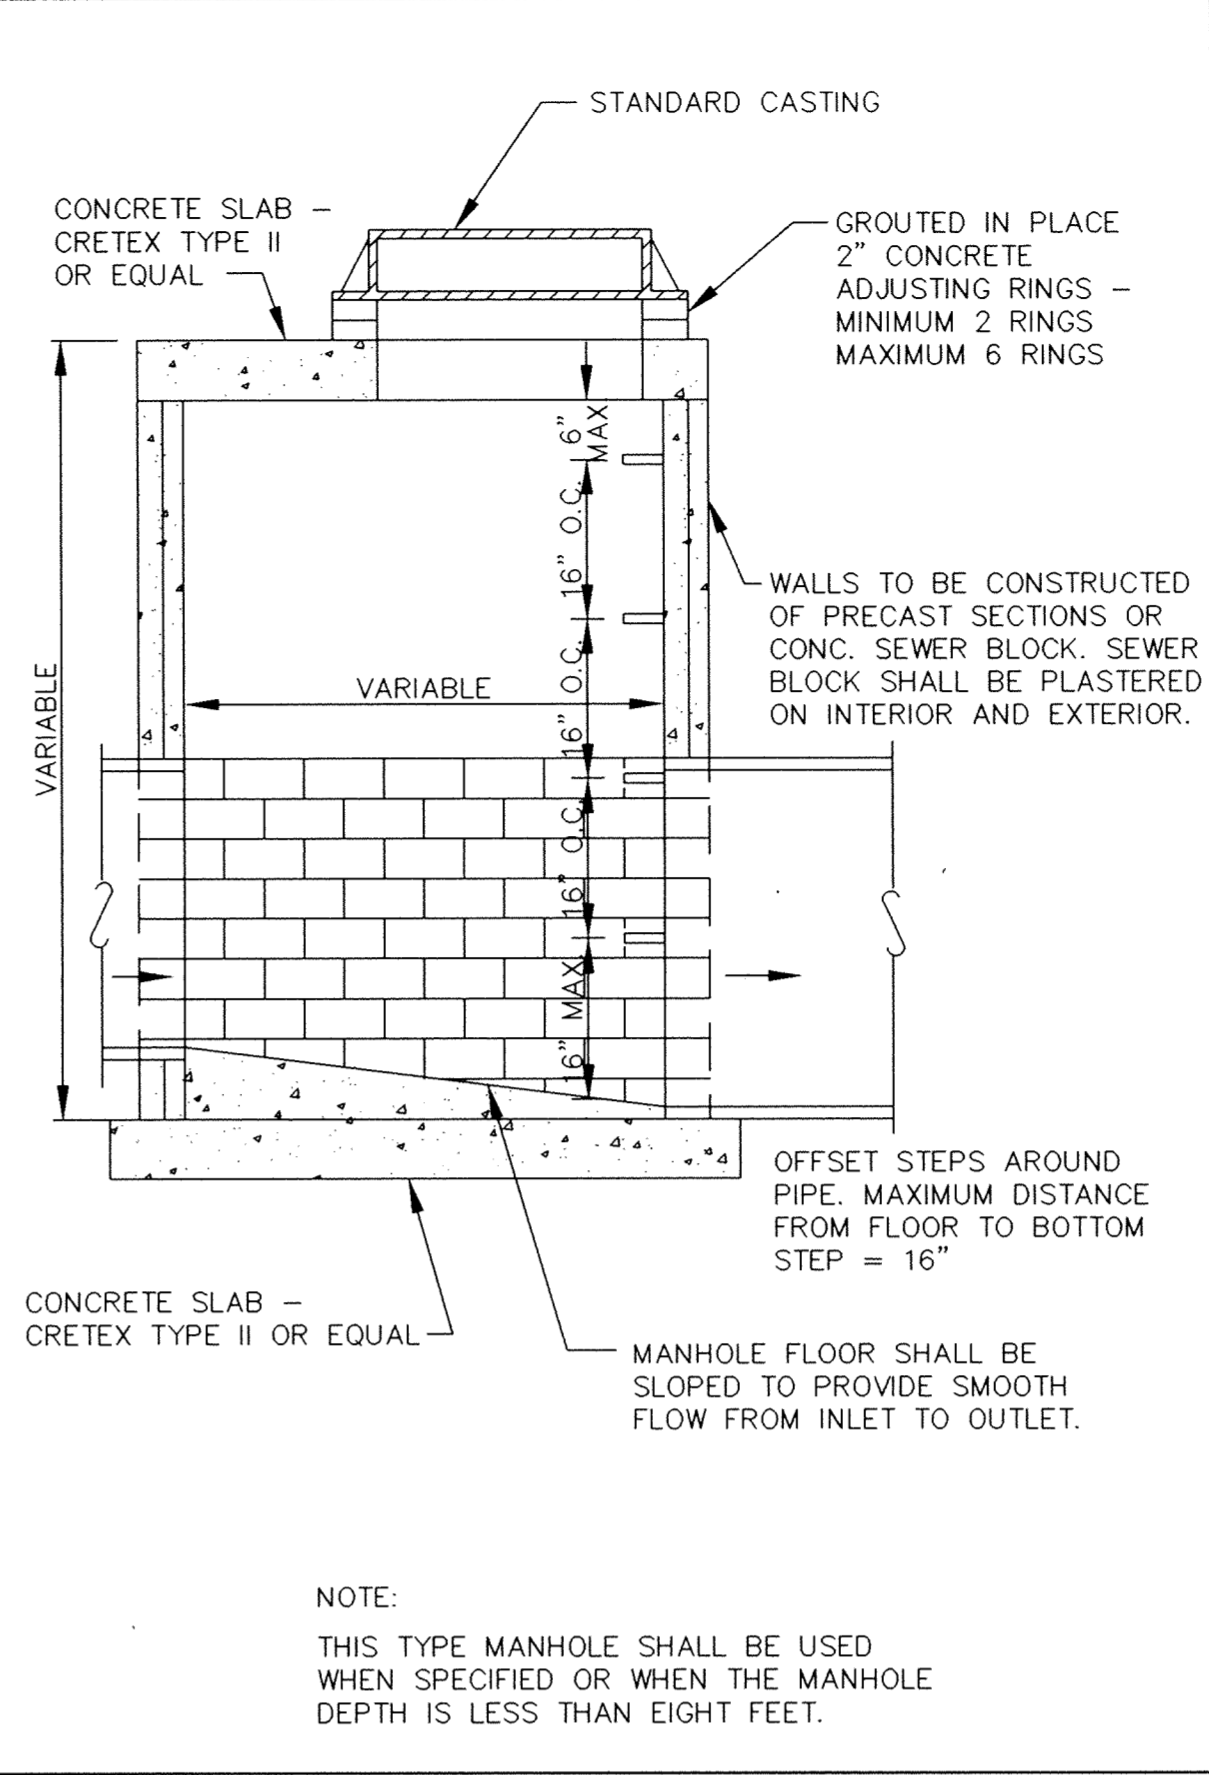 STANDARD CASTING
CONCRETE SLAB –
CRETEX TYPE II
OR EQUAL
GROUTED IN PLACE
2" CONCRETE
ADJUSTING RINGS –
MINIMUM 2 RINGS
MAXIMUM 6 RINGS
6"
MAX
16" O.C.
16" O.C.
16" O.C.
16" MAX.
VARIABLE
VARIABLE
WALLS TO BE CONSTRUCTED
OF PRECAST SECTIONS OR
CONC. SEWER BLOCK. SEWER
BLOCK SHALL BE PLASTERED
ON INTERIOR AND EXTERIOR.
OFFSET STEPS AROUND
PIPE. MAXIMUM DISTANCE
FROM FLOOR TO BOTTOM
STEP = 16"
CONCRETE SLAB –
CRETEX TYPE II OR EQUAL
MANHOLE FLOOR SHALL BE
SLOPED TO PROVIDE SMOOTH
FLOW FROM INLET TO OUTLET.
NOTE:
THIS TYPE MANHOLE SHALL BE USED
WHEN SPECIFIED OR WHEN THE MANHOLE
DEPTH IS LESS THAN EIGHT FEET.